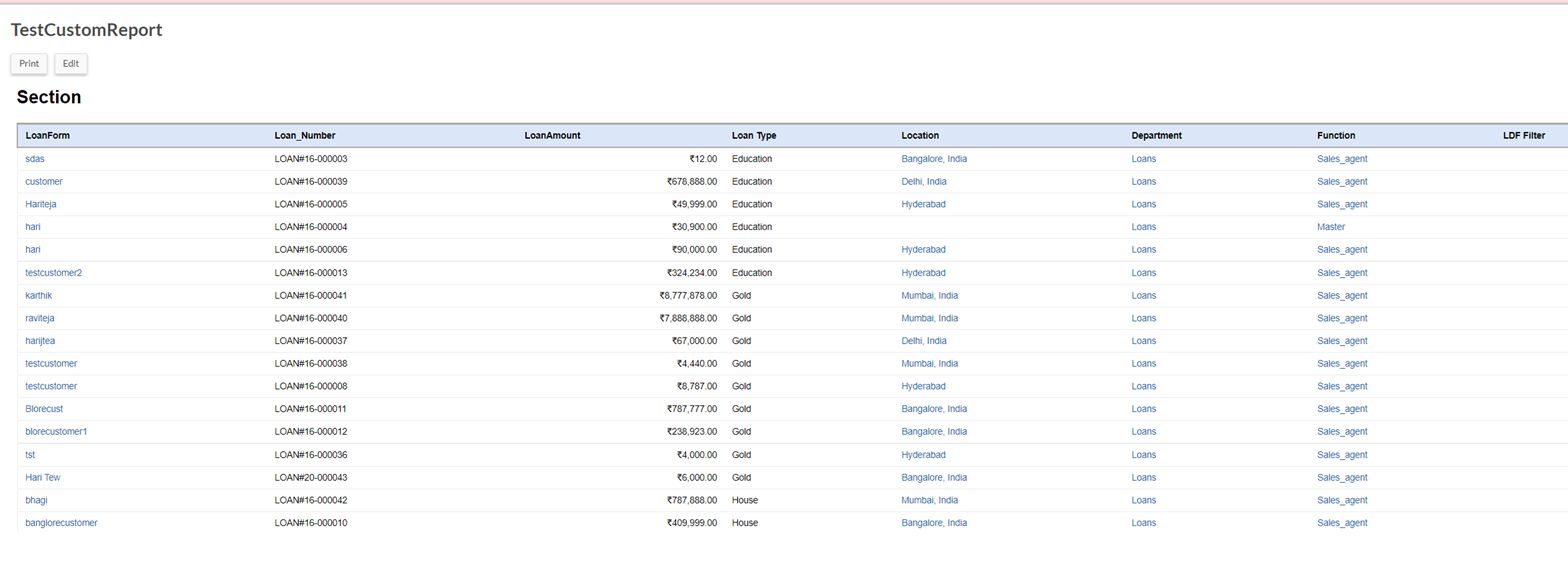 TestCustomReport
Print Edit
Section
LoanForm Loan_Number LoanAmount Loan Type Location Department Function LDF Filter
sdas LOAN#16-000003 ₹12.00 Education Bangalore, India Loans Sales_agent
customer LOAN#16-000039 ₹678,888.00 Education Delhi, India Loans Sales_agent
Hariteja LOAN#16-000005 ₹49,999.00 Education Hyderabad Loans Sales_agent
hari LOAN#16-000004 ₹30,900.00 Education Loans Master
hari LOAN#16-000006 ₹90,000.00 Education Hyderabad Loans Sales_agent
testcustomer2 LOAN#16-000013 ₹324,234.00 Education Hyderabad Loans Sales_agent
karthik LOAN#16-000041 ₹8,777,878.00 Gold Mumbai, India Loans Sales_agent
raviteja LOAN#16-000040 ₹7,888,888.00 Gold Mumbai, India Loans Sales_agent
harijtea LOAN#16-000037 ₹67,000.00 Gold Delhi, India Loans Sales_agent
testcustomer LOAN#16-000038 ₹4,440.00 Gold Mumbai, India Loans Sales_agent
testcustomer LOAN#16-000008 ₹8,787.00 Gold Hyderabad Loans Sales_agent
Blorecust LOAN#16-000011 ₹787,777.00 Gold Bangalore, India Loans Sales_agent
blorecustomer1 LOAN#16-000012 ₹238,923.00 Gold Bangalore, India Loans Sales_agent
tst LOAN#16-000036 ₹4,000.00 Gold Hyderabad Loans Sales_agent
Hari Tew LOAN#20-000043 ₹6,000.00 Gold Bangalore, India Loans Sales_agent
bhagi LOAN#16-000042 ₹787,888.00 House Mumbai, India Loans Sales_agent
banglorecustomer LOAN#16-000010 ₹409,999.00 House Bangalore, India Loans Sales_agent